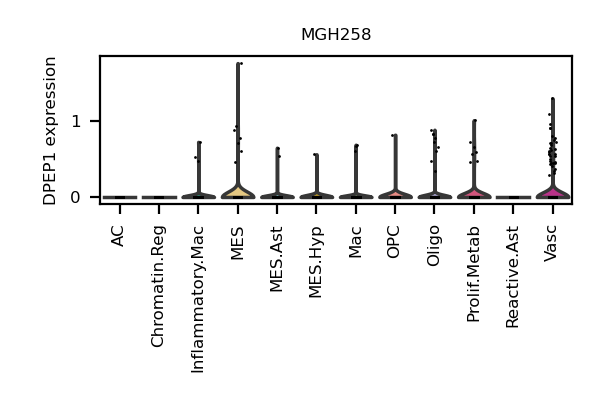 MGH258
DPEP1 expression
1
0
AC
Chromatin.Reg
Inflammatory.Mac
MES
MES.Ast
MES.Hyp
Mac
OPC
Oligo
Prolif.Metab
Reactive.Ast
Vasc